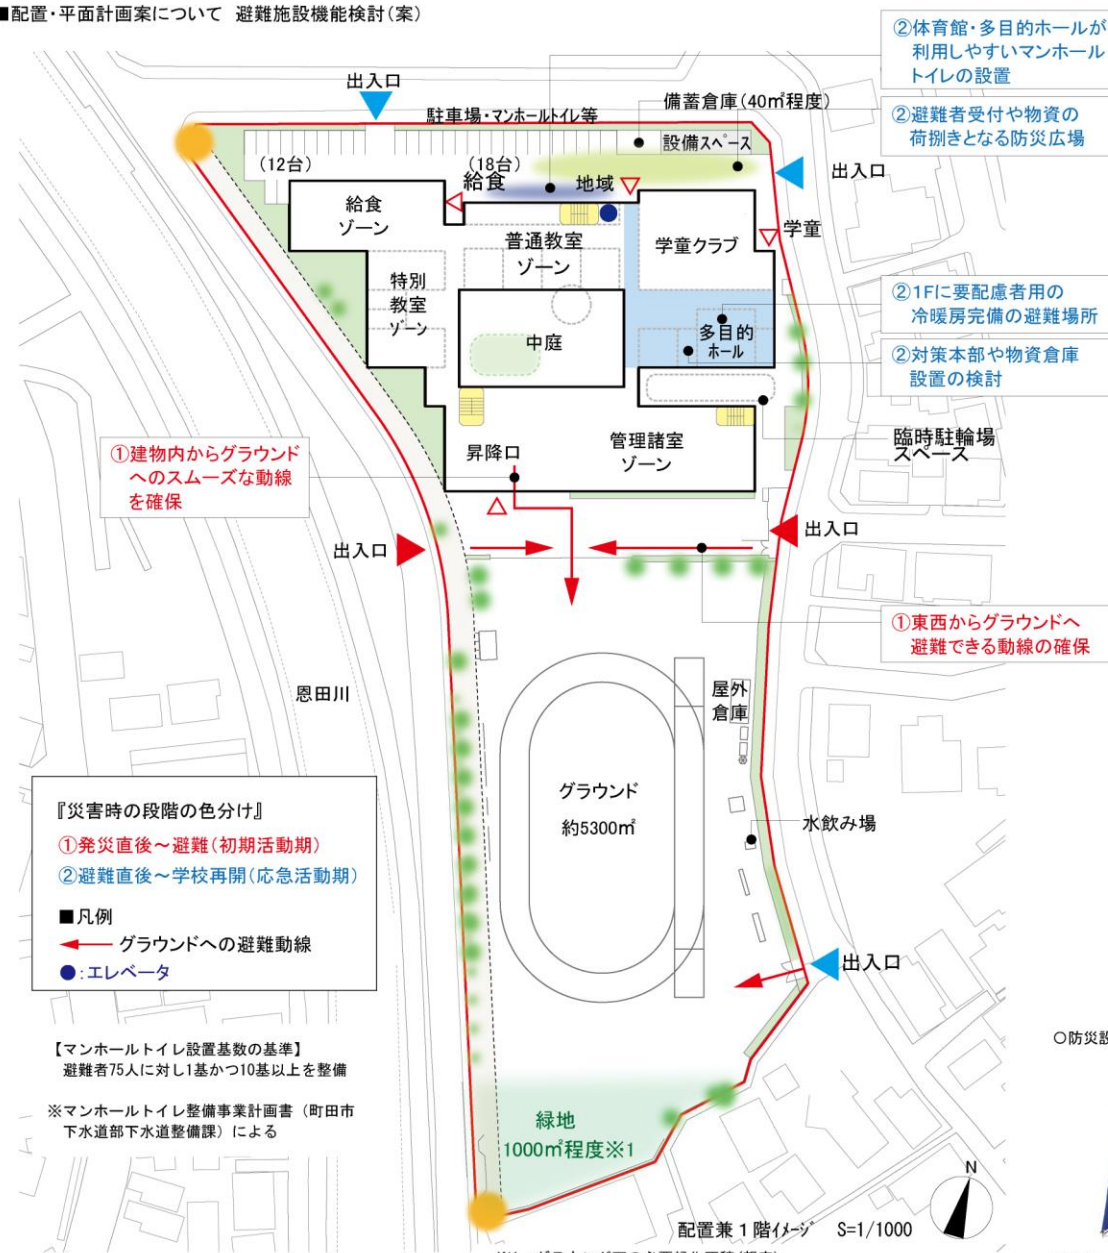 ■配置・平面計画案について 避難施設機能検討(案)
②体育館・多目的ホールが
利用しやすいマンホール
トイレの設置
出入口
備蓄倉庫(40㎡程度)
駐車場・マンホールトイレ等
設備スペース
②避難者受付や物資の
荷捌きとなる防災広場
(12台)
(18台)
給食
地域
出入口
給食
ゾーン
普通教室
ゾーン
学童クラブ
学童
特別
教室
ゾーン
②1Fに要配慮者用の
冷暖房完備の避難場所
中庭
多目的
ホール
②対策本部や物資倉庫
設置の検討
①建物内からグラウンド
へのスムーズな動線
を確保
昇降口
管理諸室
ゾーン
臨時駐輪場
スペース
出入口
出入口
①東西からグラウンドへ
避難できる動線の確保
恩田川
屋外
倉庫
グラウンド
約5300㎡
水飲み場
『災害時の段階の色分け』
①発災直後～避難(初期活動期)
②避難直後～学校再開(応急活動期)
■凡例
グラウンドへの避難動線
●:エレベータ
出入口
【マンホールトイレ設置基数の基準】
避難者75人に対し1基かつ10基以上を整備
※マンホールトイレ整備事業計画書（町田市
下水道部下水道整備課）による
○防災設
緑地
1000㎡程度※1
N
配置兼１階イメージ S=1/1000